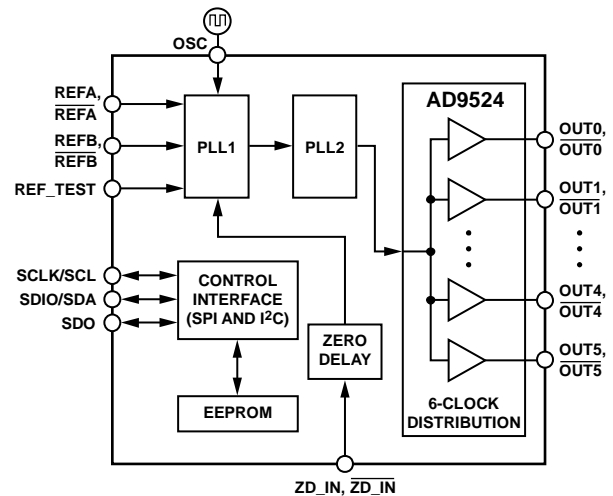 OSC
REFA,
REFA
REFB,
REFB
REF_TEST
PLL1
PLL2
AD9524
OUT0,
OUT0
OUT1,
OUT1
OUT4,
OUT4
OUT5,
OUT5
SCLK/SCL
SDIO/SDA
SDO
CONTROL
INTERFACE
(SPI AND I²C)
ZERO
DELAY
EEPROM
6-CLOCK
DISTRIBUTION
ZD_IN, ZD_IN